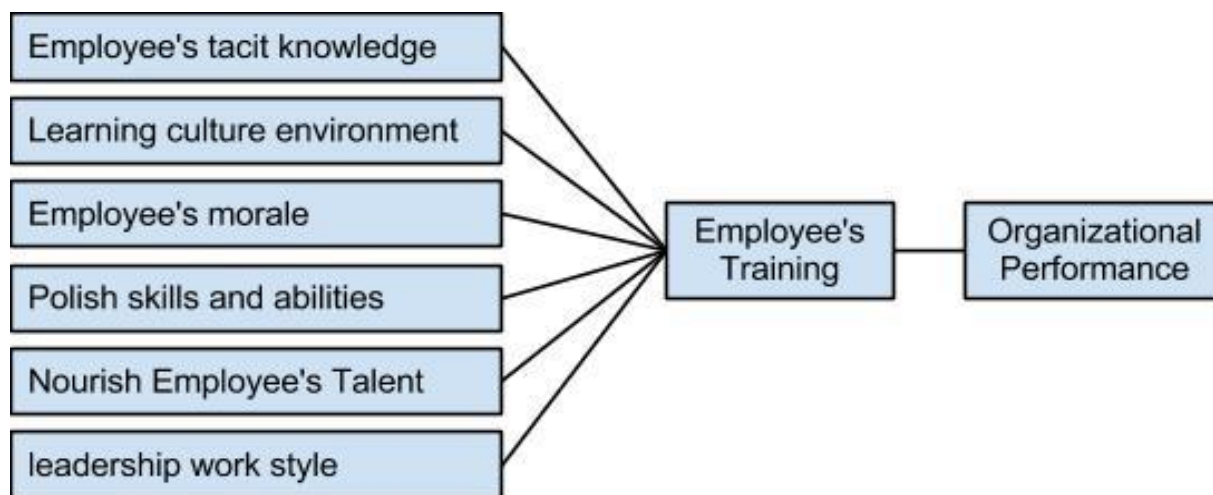 Employee's tacit knowledge
Learning culture environment
Employee's morale
Polish skills and abilities
Nourish Employee's Talent
leadership work style
Employee's
Training
Organizational
Performance